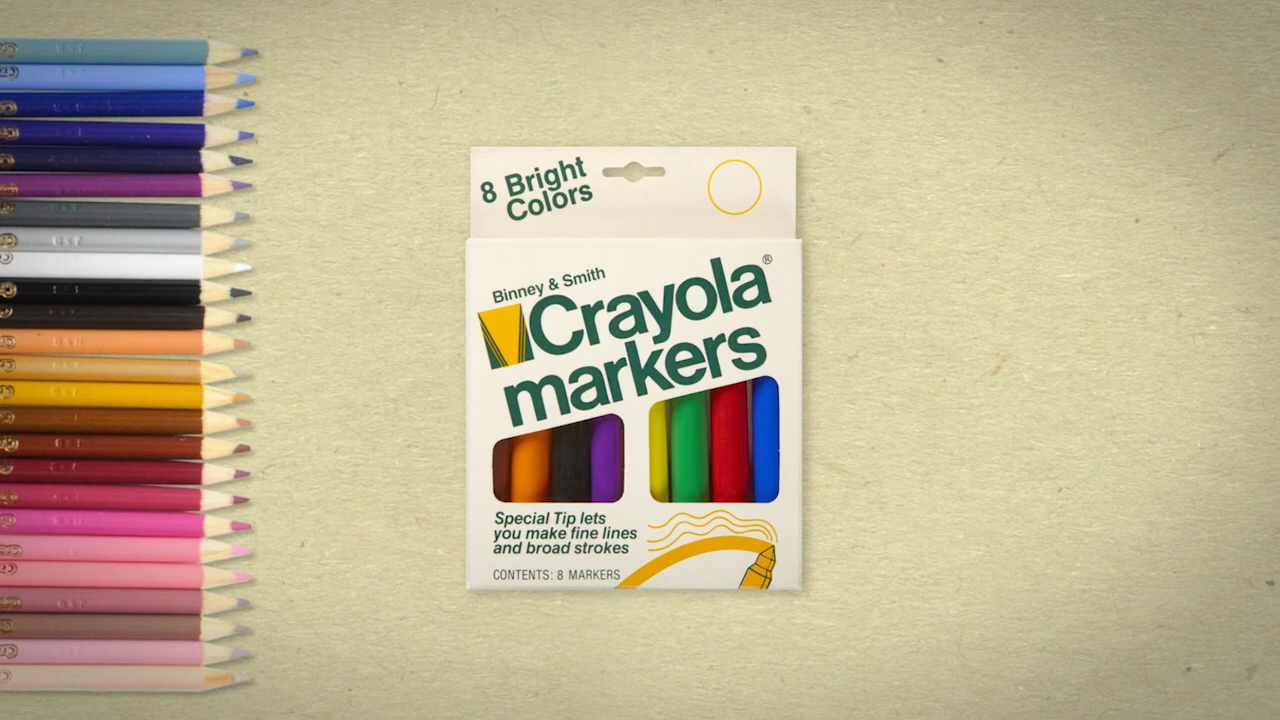 8 Bright
Colors
Binney & Smith
Crayola®
markers
Special Tip lets
you make fine lines
and broad strokes
CONTENTS: 8 MARKERS